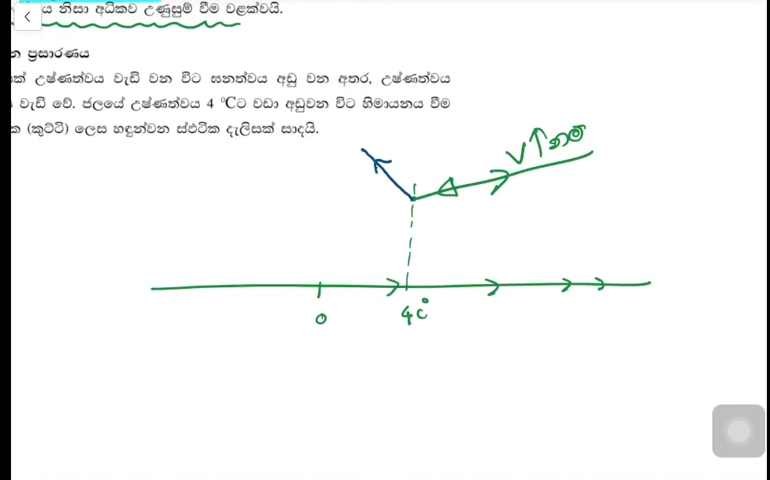 ය නිසා අධිකව උණුසුම් වීම වළක්වයි.
න ප්‍රසාරණය
ක් උෂ්ණත්වය වැඩි වන විට ඝනත්වය අඩු වන අතර, උෂ්ණත්වය
වැඩි වේ. ජලයේ උෂ්ණත්වය 4 °Cට වඩා අඩුවන විට හිමායනය වීම
ක (කුට්ටි) ලෙස හඳුන්වන ස්ඵටික දැලිසක් සාදයි.
V↑
0
4c°